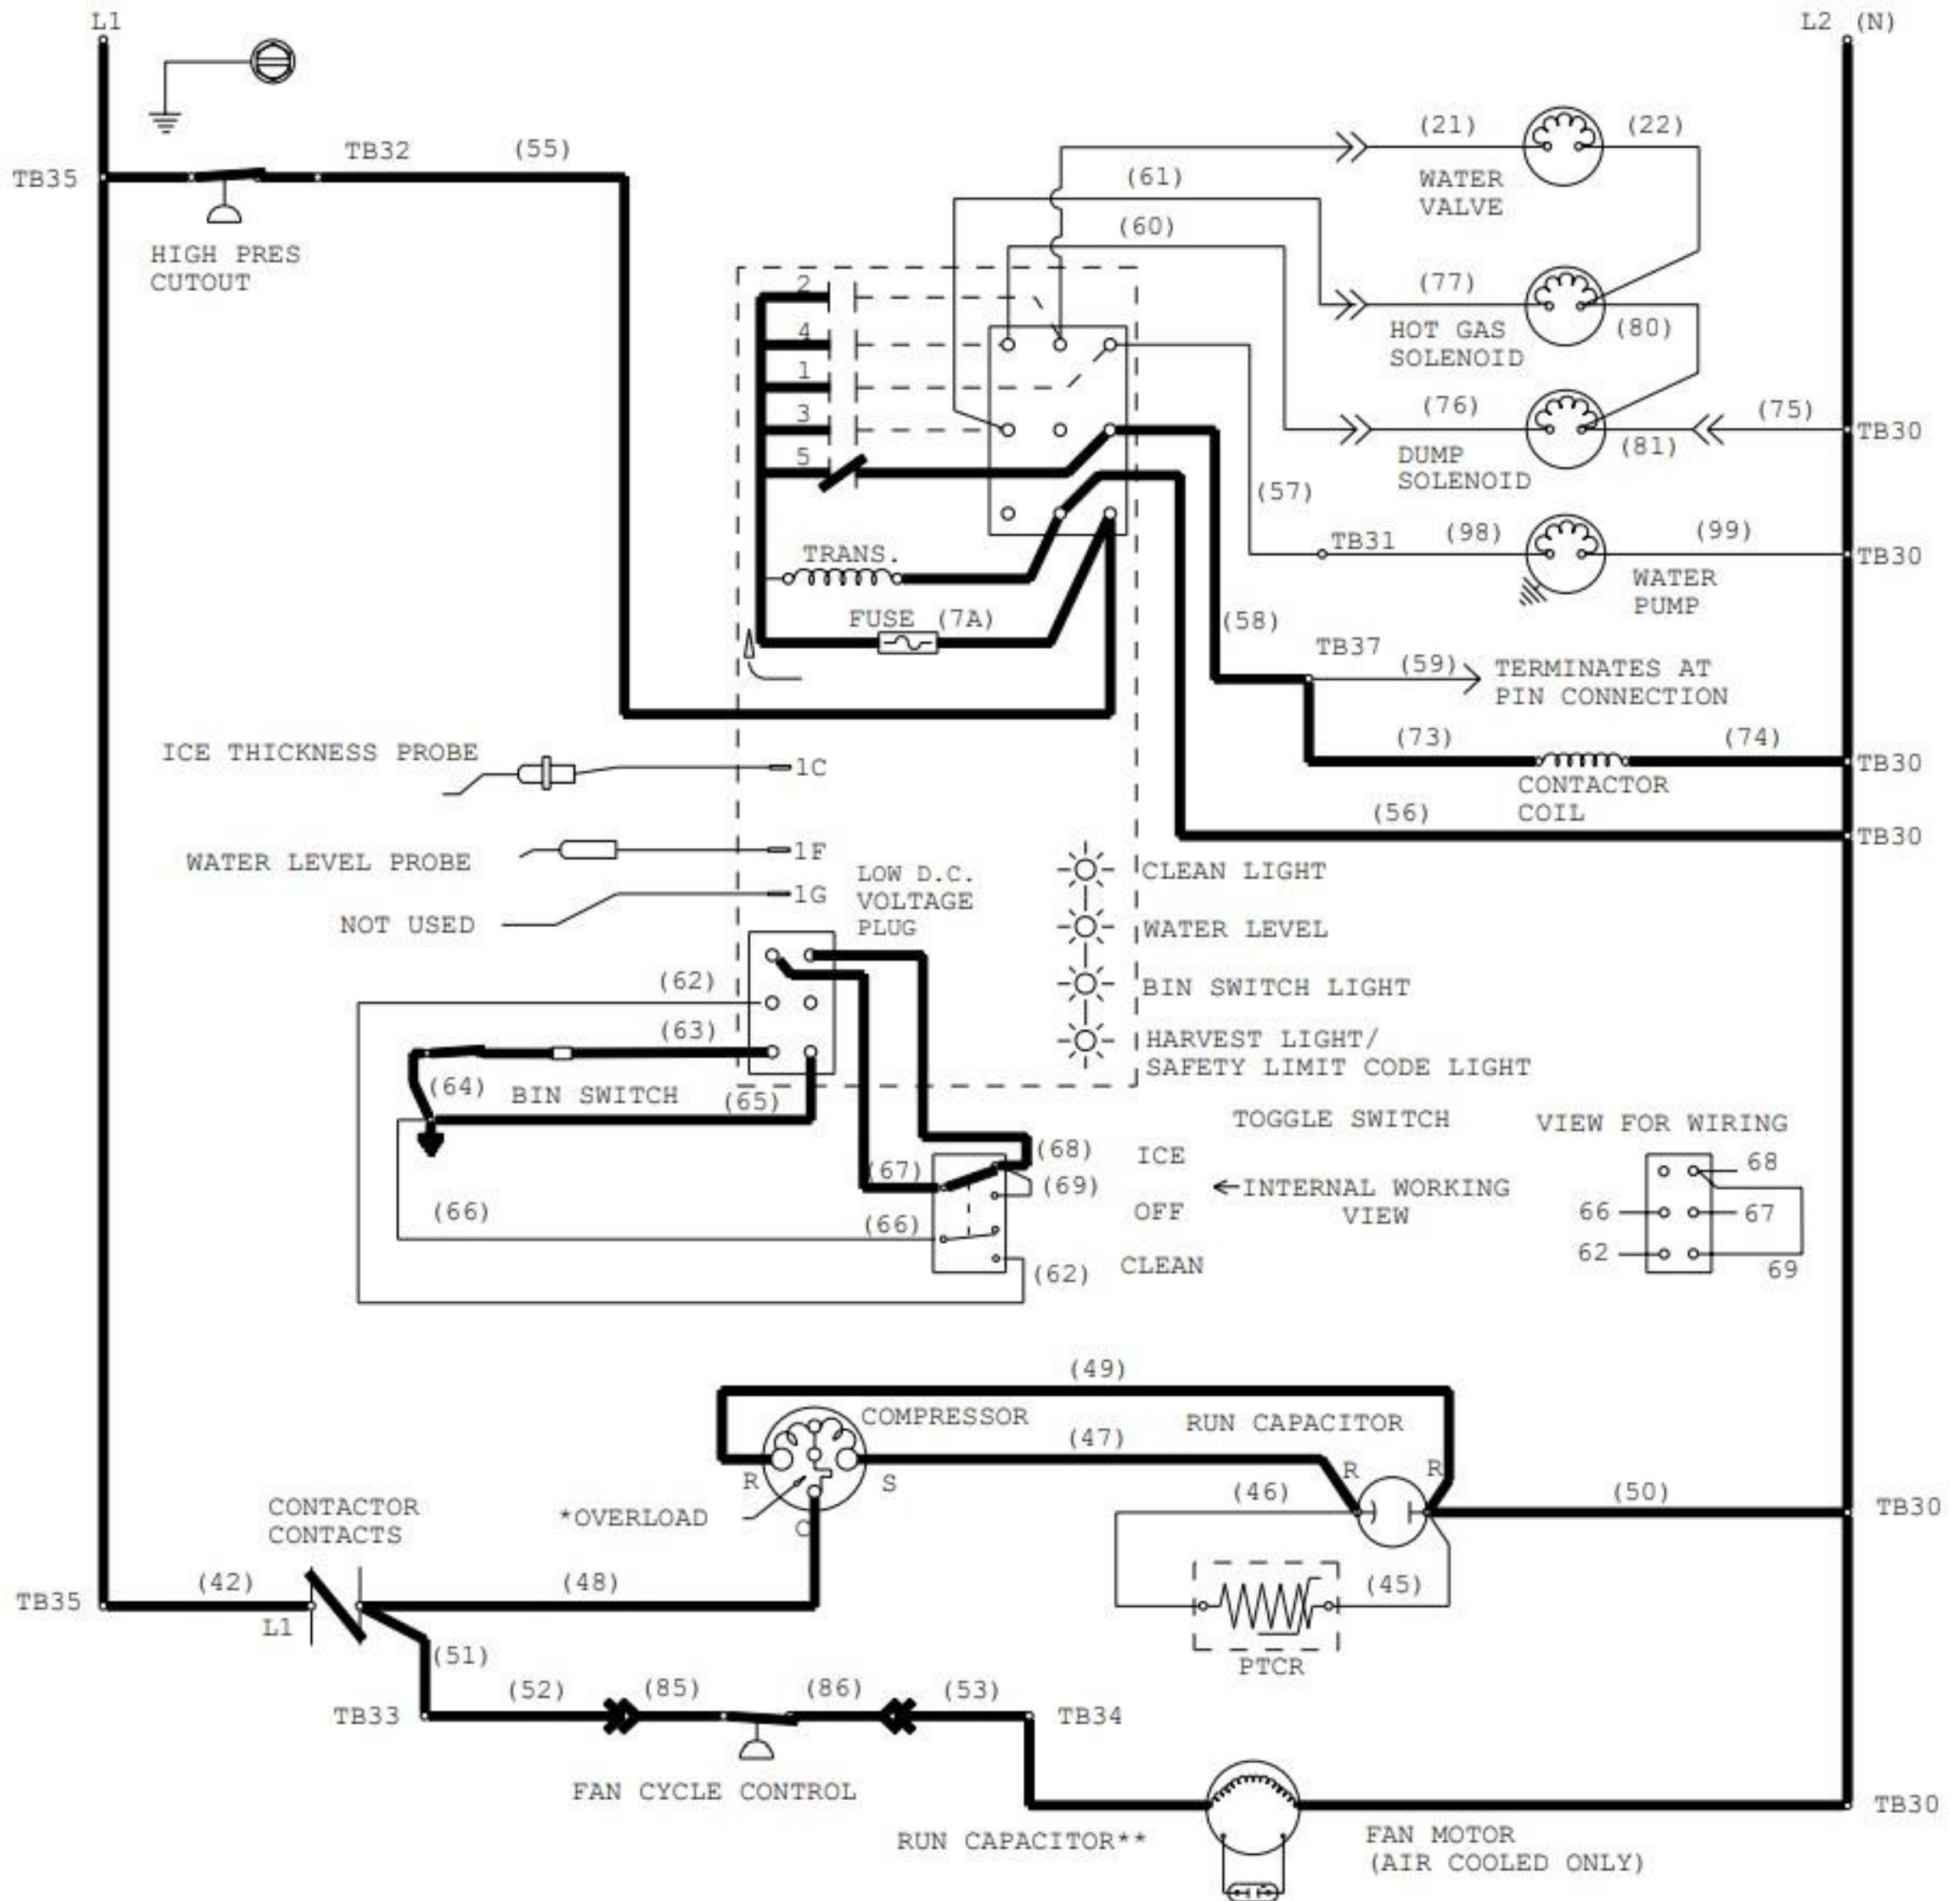 L1
L2 (N)
TB35
TB32
(55)
HIGH PRES
CUTOUT
(21)
(22)
WATER
VALVE
(61)
(60)
(77)
HOT GAS
SOLENOID
(80)
2
4
1
3
5
(76)
(75)
TB30
DUMP
SOLENOID
(81)
(57)
TB31
(98)
(99)
TB30
WATER
PUMP
TRANS.
FUSE (7A)
(58)
TB37
(59)
TERMINATES AT
PIN CONNECTION
(73)
(74)
TB30
CONTACTOR
COIL
(56)
TB30
ICE THICKNESS PROBE
1C
WATER LEVEL PROBE
1F
1G
NOT USED
LOW D.C.
VOLTAGE
PLUG
CLEAN LIGHT
WATER LEVEL
BIN SWITCH LIGHT
HARVEST LIGHT/
SAFETY LIMIT CODE LIGHT
(62)
(63)
(64)
BIN SWITCH
(65)
TOGGLE SWITCH
VIEW FOR WIRING
(67)
(68)
ICE
(69)
INTERNAL WORKING
VIEW
(66)
(66)
OFF
(62)
CLEAN
68
66
67
62
69
(49)
COMPRESSOR
RUN CAPACITOR
(47)
R
S
R
R
*OVERLOAD
C
(46)
(50)
TB30
CONTACTOR
CONTACTS
TB35
(42)
L1
(48)
(45)
PTCR
(51)
TB33
(52)
(85)
(86)
(53)
TB34
FAN CYCLE CONTROL
TB30
RUN CAPACITOR**
FAN MOTOR
(AIR COOLED ONLY)